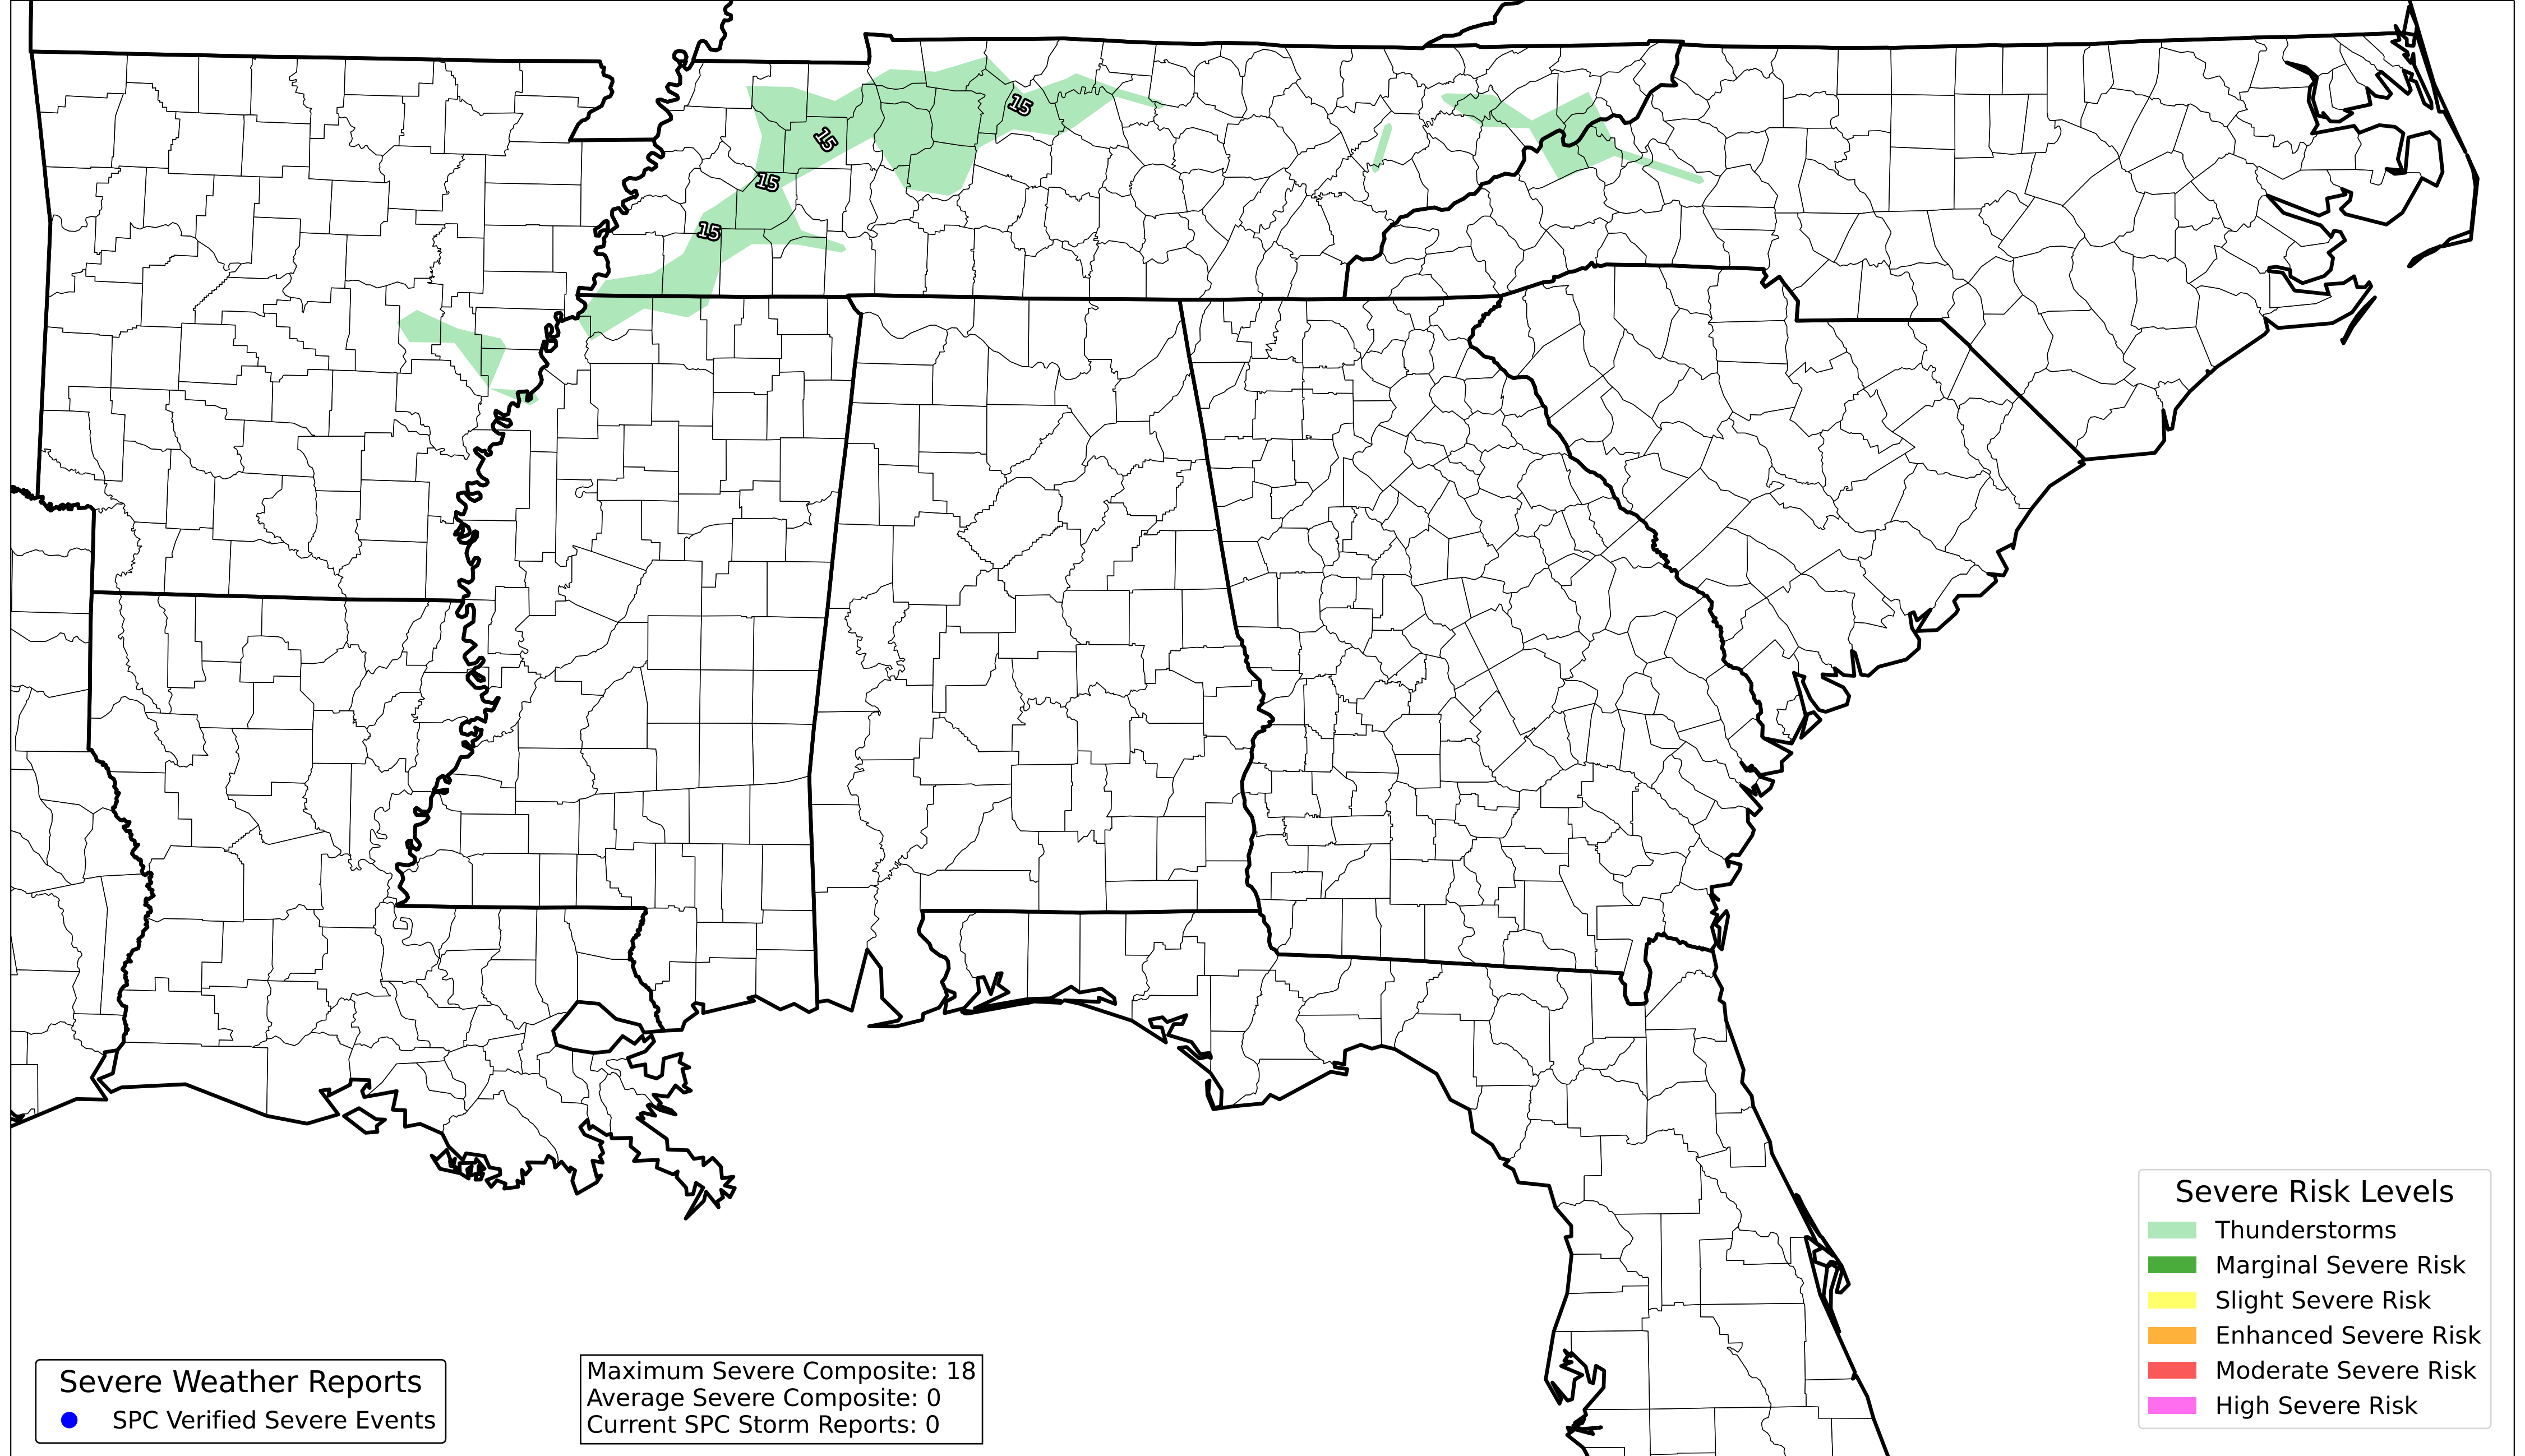 15
15
15
15
Severe Risk Levels
Thunderstorms
Marginal Severe Risk
Slight Severe Risk
Enhanced Severe Risk
Moderate Severe Risk
High Severe Risk
Severe Weather Reports
SPC Verified Severe Events
Maximum Severe Composite: 18
Average Severe Composite: 0
Current SPC Storm Reports: 0